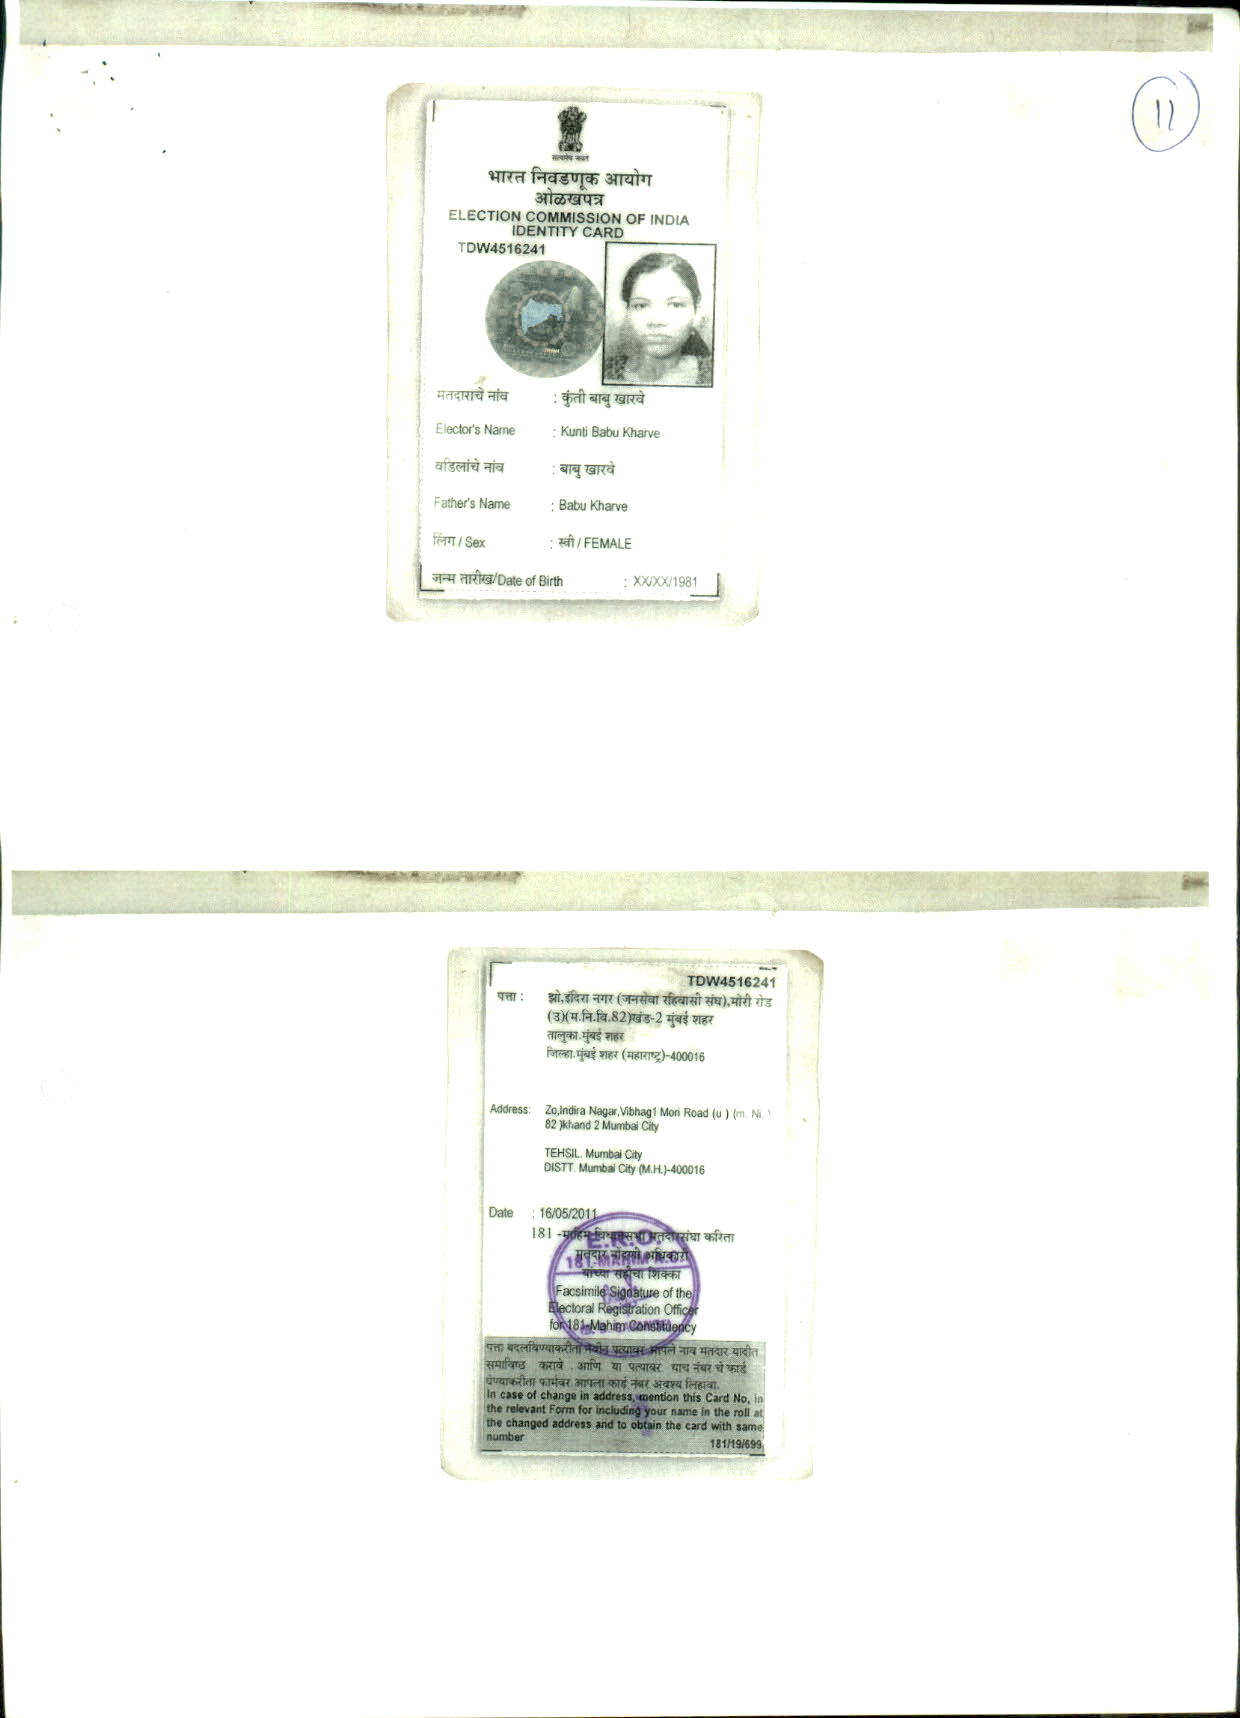 11
सत्यमेव जयते
भारत निवडणूक आयोग
ओळखपत्र
ELECTION COMMISSION OF INDIA
IDENTITY CARD
TDW4516241
मतदाराचे नांव : कुंती बाबु खारवे
Elector's Name : Kunti Babu Kharve
वडिलांचे नांव : बाबु खारवे
Father's Name : Babu Kharve
लिंग / Sex : स्त्री / FEMALE
जन्म तारीख/Date of Birth : XX/XX/1981
TDW4516241
पत्ता : झो,इंदिरा नगर (जनसेवा रहिवासी संघ),मोरी रोड
(उ)(म.नि.वि.82)खंड-2 मुंबई शहर
तालुका.मुंबई शहर
जिल्हा.मुंबई शहर (महाराष्ट्र)-400016
Address: Zo,Indira Nagar,Vibhag1 Mori Road (u ) (m. Ni.
82 )khand 2 Mumbai City
TEHSIL. Mumbai City
DISTT. Mumbai City (M.H.)-400016
Date : 16/05/2011
181 -माहिम विधानसभा मतदारसंघा करिता
मतदार नोंदणी अधिकारी
यांच्या सहीचा शिक्का
E.R.O.
181-MAHIM A.C.
Facsimile Signature of the
Electoral Registration Officer
for 181-Mahim Constituency
पत्ता बदलविण्याकरीता नवीन पत्यावर आपले नाव मतदार यादीत
समाविष्ठ करावे . आणि या पत्यावर याच नंबर चे कार्ड
घेण्याकरीता फार्मवर आपला कार्ड नंबर अवश्य लिहावा.
In case of change in address, mention this Card No, in
the relevant Form for including your name in the roll at
the changed address and to obtain the card with same
number 181/19/699